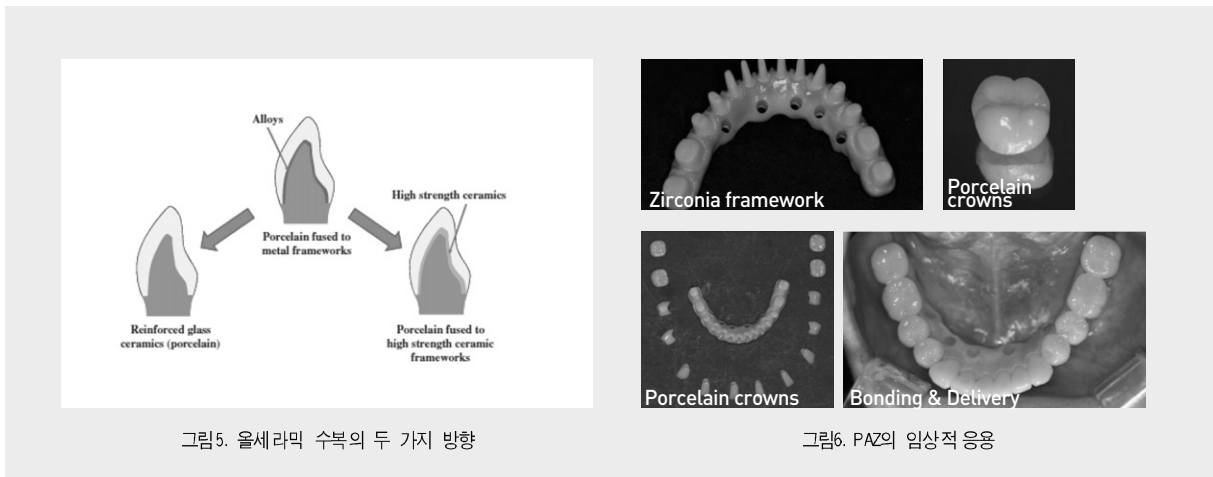 Alloys
High strength ceramics
Porcelain fused to
metal frameworks
Reinforced glass
ceramics (porcelain)
Porcelain fused to
high strength ceramic
frameworks
그림5. 올세라믹 수복의 두 가지 방향
Zirconia framework
Porcelain
crowns
Porcelain crowns
Bonding & Delivery
그림6. PAZ의 임상적 응용